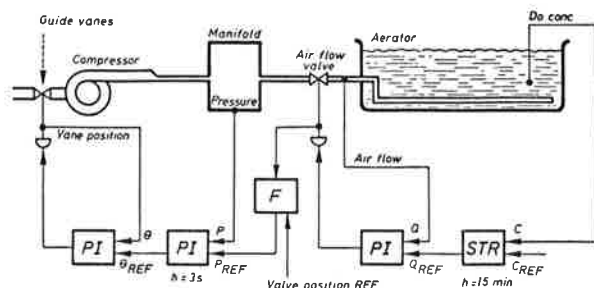 Guide vanes
Compressor
Manifold
Pressure
Air flow
valve
Aerator
Do conc
Vane position
Air flow
F
PI
θ
θREF
PI
h = 3s
P
PREF
Valve position REF
PI
Q
QREF
STR
h=15 min
C
CREF